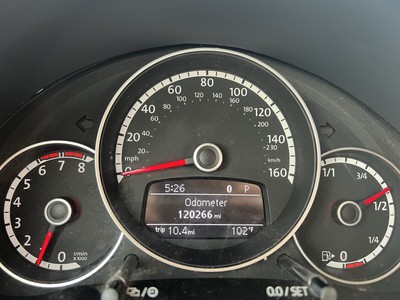 60 80 100
40 120
20 140
mph
0 160
20 40 60 80 100 120 140 160 180 200 230
km/h
5:26 0 P
Odometer
120266 mi
trip 10.4 mi 102°F
1 2 3 4 5 6 7 8
0 1/min
x1000
1/1 3/4
1/2
1/4
0
0.0 / SET